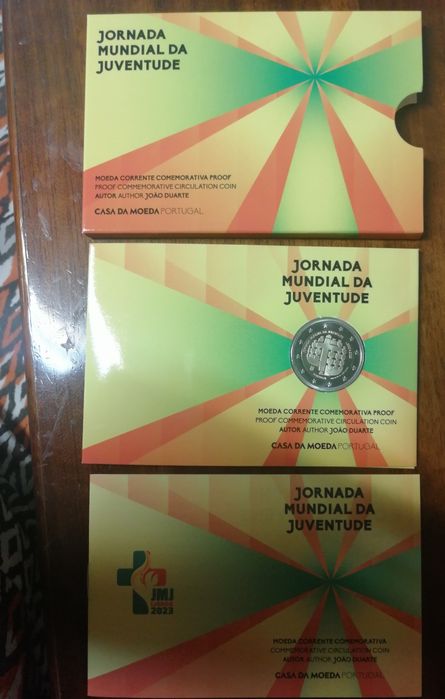 JORNADA
MUNDIAL DA
JUVENTUDE
MOEDA CORRENTE COMEMORATIVA PROOF
PROOF COMMEMORATIVE CIRCULATION COIN
AUTOR AUTHOR JOÃO DUARTE
CASA DA MOEDA PORTUGAL
JORNADA
MUNDIAL DA
JUVENTUDE
MOEDA CORRENTE COMEMORATIVA PROOF
PROOF COMMEMORATIVE CIRCULATION COIN
AUTOR AUTHOR JOÃO DUARTE
CASA DA MOEDA PORTUGAL
JORNADA
MUNDIAL DA
JUVENTUDE
JMJ
LISBOA
2023
MOEDA CORRENTE COMEMORATIVA
COMMEMORATIVE CIRCULATION COIN
AUTOR AUTHOR JOÃO DUARTE
CASA DA MOEDA PORTUGAL